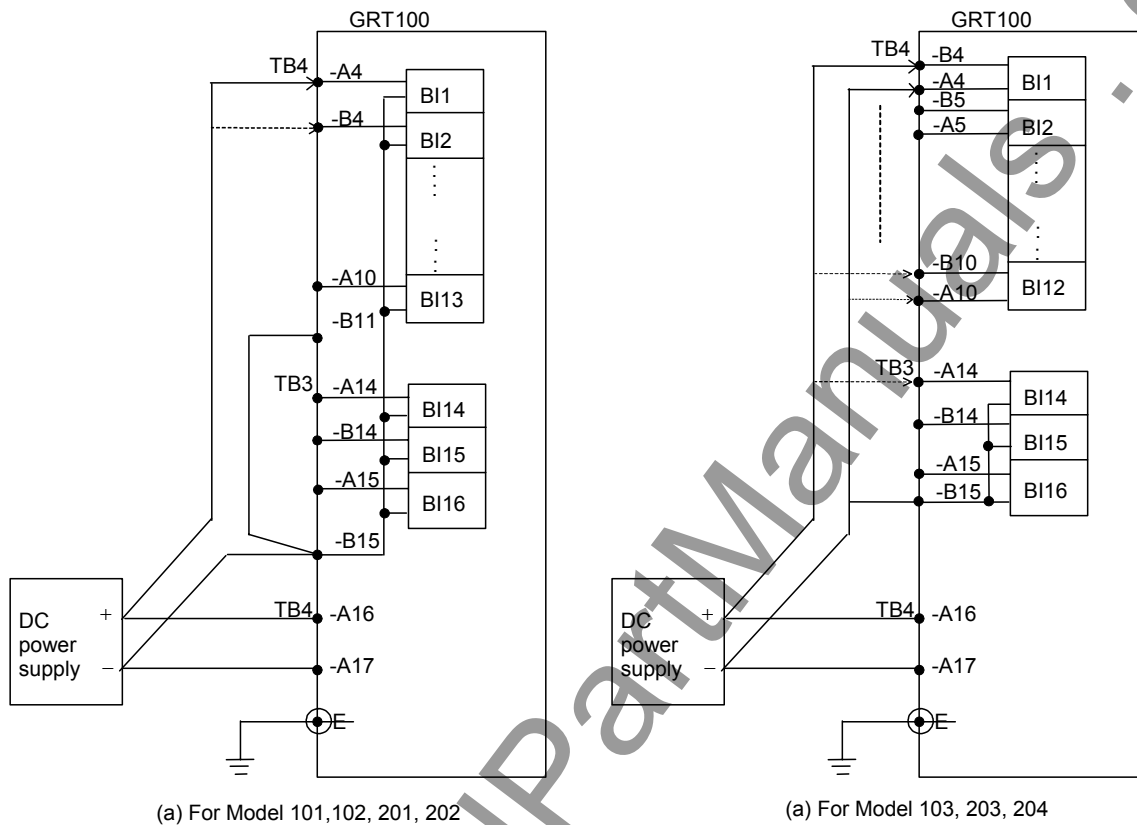 GRT100
TB4
-A4
BI1
-B4
BI2
-A10
BI13
-B11
TB3
-A14
BI14
-B14
BI15
-A15
BI16
-B15
DC
power
supply
+
−
TB4
-A16
-A17
E
(a) For Model 101,102, 201, 202
GRT100
TB4
-B4
-A4
BI1
-B5
-A5
BI2
-B10
-A10
BI12
TB3
-A14
BI14
-B14
BI15
-A15
-B15
BI16
DC
power
supply
+
−
TB4
-A16
-A17
E
(a) For Model 103, 203, 204
PartManuals .